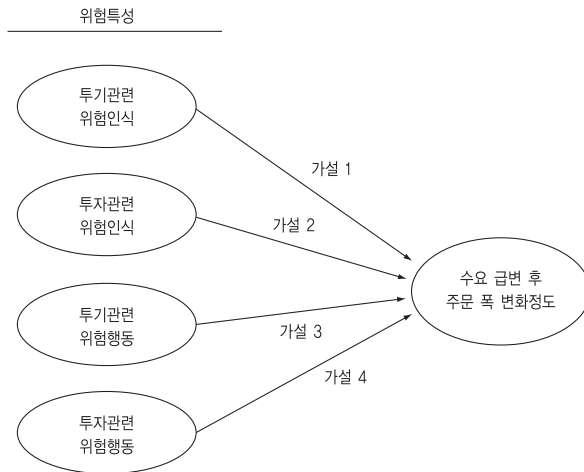 위험특성
투기관련
위험인식
가설 1
투자관련
위험인식
가설 2
수요 급변 후
주문 폭 변화정도
투기관련
위험행동
가설 3
가설 4
투자관련
위험행동